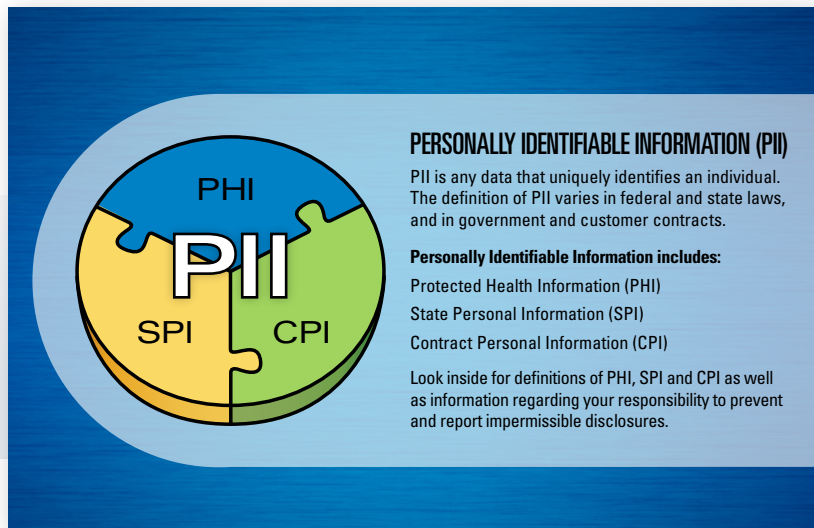 PHI
PII
SPI
CPI
PERSONALLY IDENTIFIABLE INFORMATION (PII)
PII is any data that uniquely identifies an individual.
The definition of PII varies in federal and state laws,
and in government and customer contracts.
Personally Identifiable Information includes:
Protected Health Information (PHI)
State Personal Information (SPI)
Contract Personal Information (CPI)
Look inside for definitions of PHI, SPI and CPI as well
as information regarding your responsibility to prevent
and report impermissible disclosures.